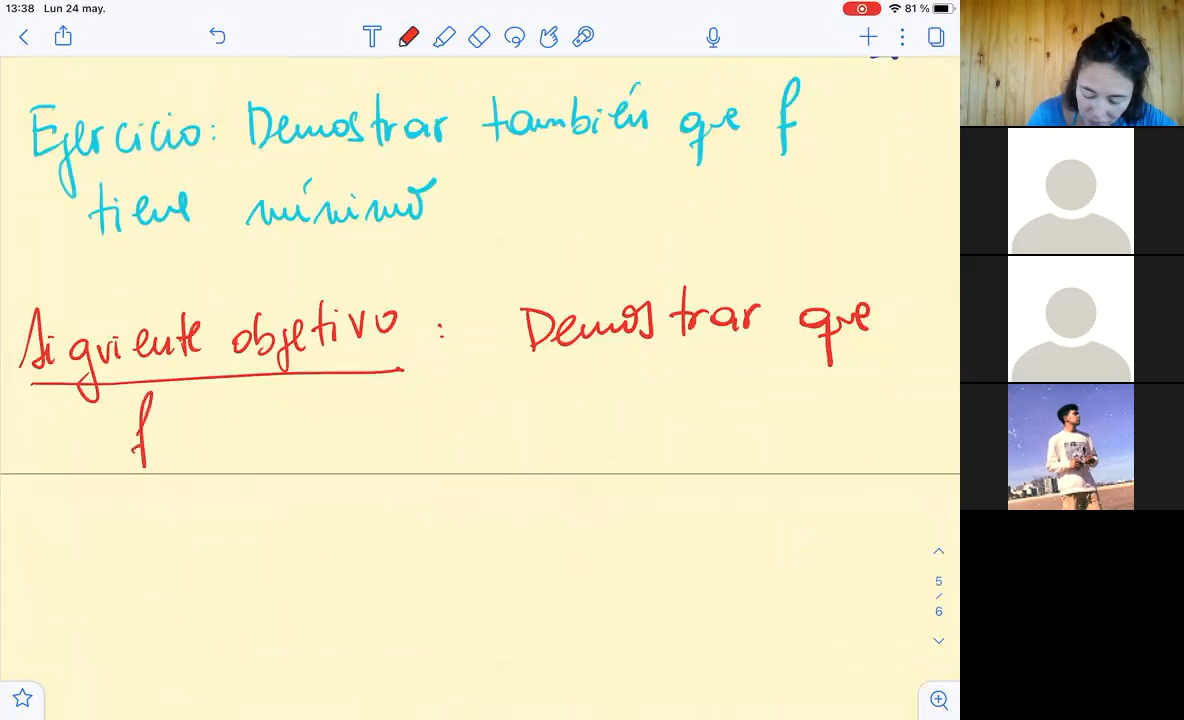 13:38 Lun 24 may.
81 %
T
Ejercicio: Demostrar también que f
tiene mínimo
Siguiente objetivo: Demostrar que
f
5
/
6